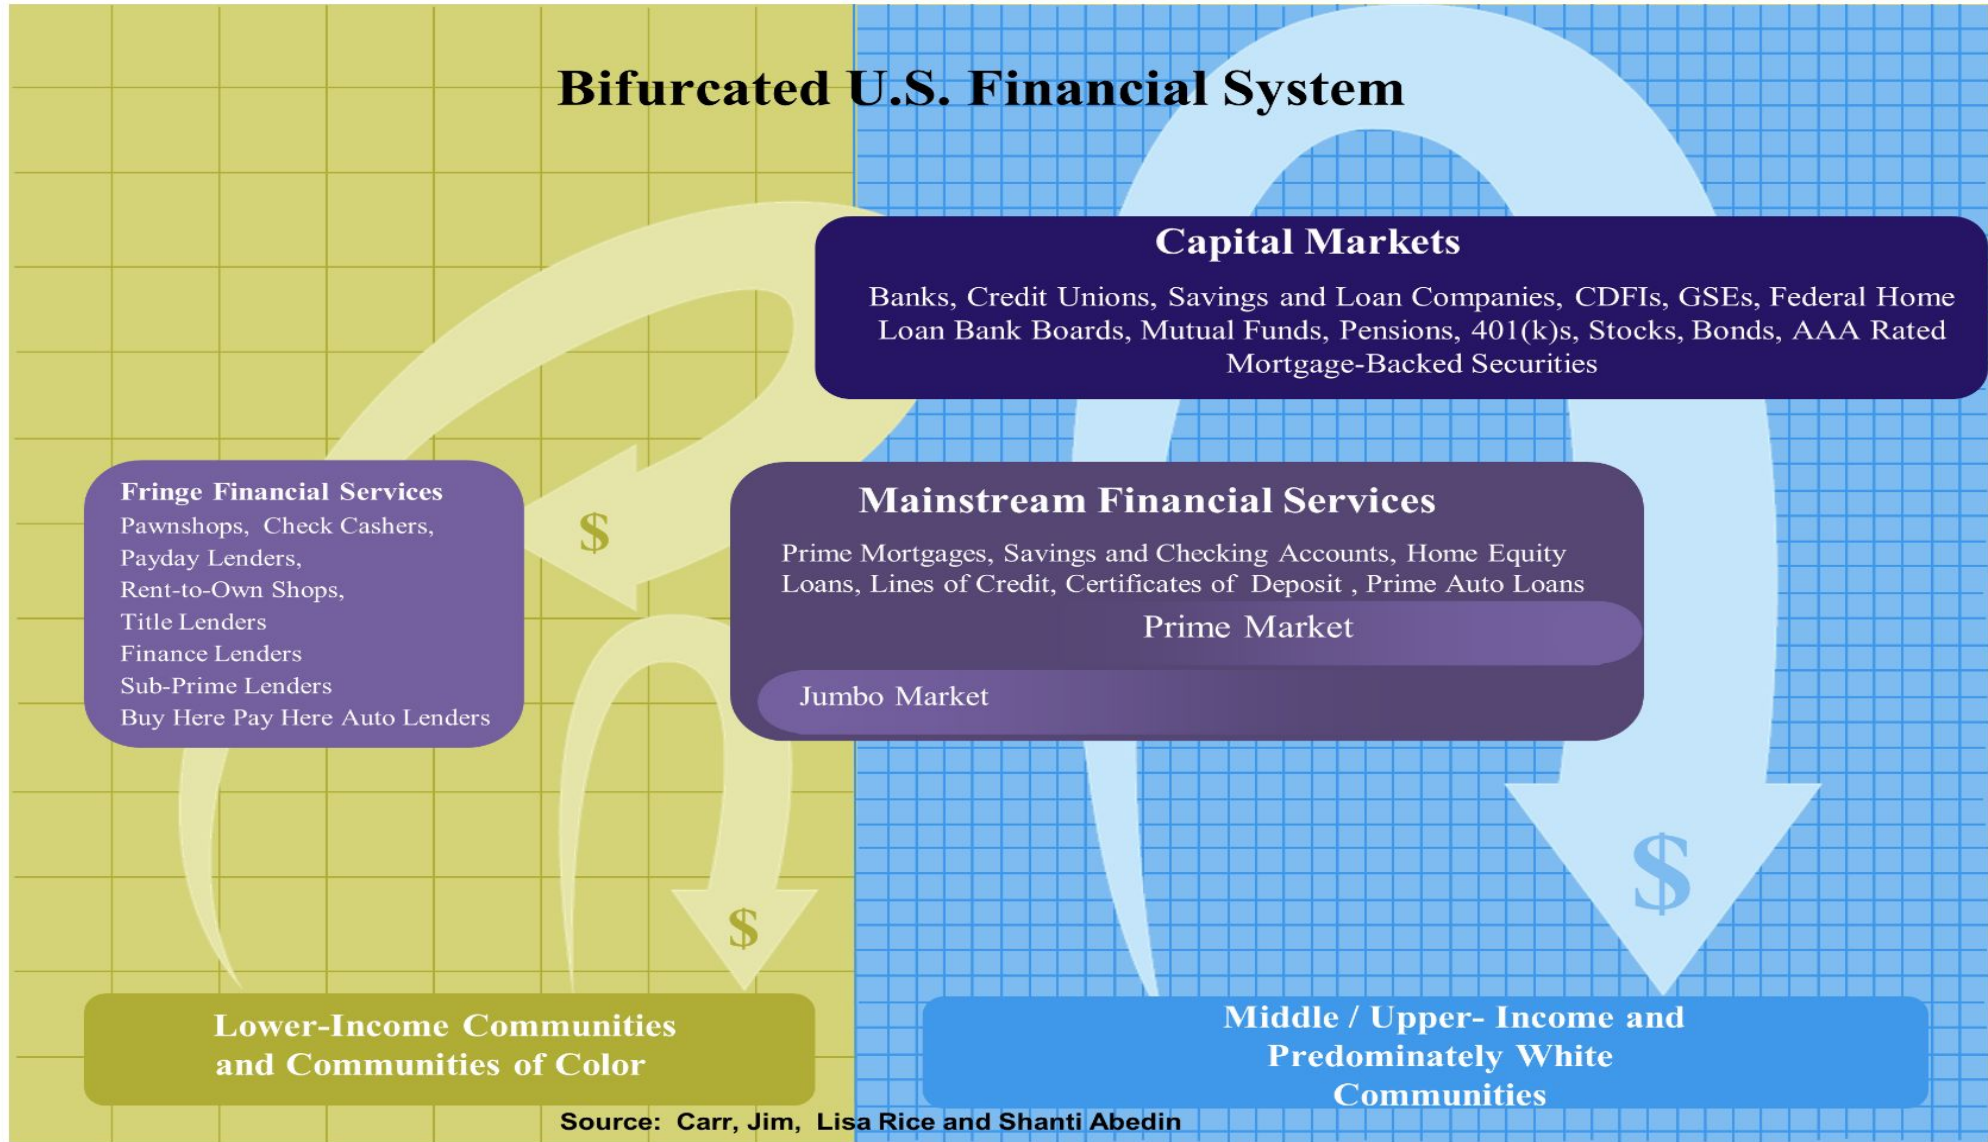 Bifurcated U.S. Financial System
Capital Markets
Banks, Credit Unions, Savings and Loan Companies, CDFIs, GSEs, Federal Home
Loan Bank Boards, Mutual Funds, Pensions, 401(k)s, Stocks, Bonds, AAA Rated
Mortgage-Backed Securities
Fringe Financial Services
Pawnshops, Check Cashers,
Payday Lenders,
Rent-to-Own Shops,
Title Lenders
Finance Lenders
Sub-Prime Lenders
Buy Here Pay Here Auto Lenders
$
Mainstream Financial Services
Prime Mortgages, Savings and Checking Accounts, Home Equity
Loans, Lines of Credit, Certificates of Deposit , Prime Auto Loans
Prime Market
Jumbo Market
$
$
Lower-Income Communities
and Communities of Color
Middle / Upper- Income and
Predominately White
Communities
Source: Carr, Jim, Lisa Rice and Shanti Abedin